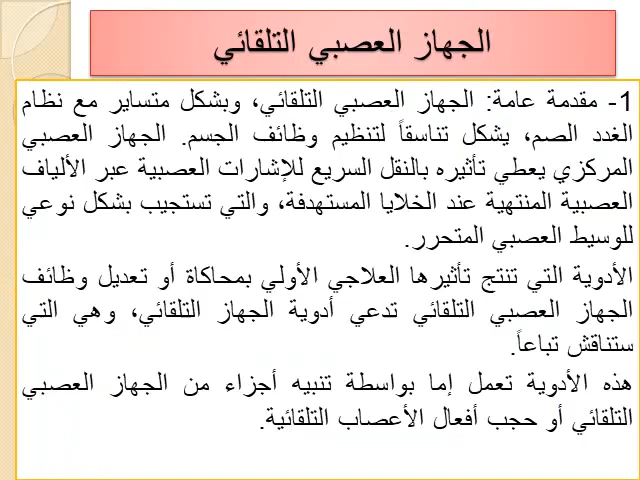 الجهاز العصبي التلقائي
1- مقدمة عامة: الجهاز العصبي التلقائي، وبشكل متساير مع نظام
الغدد الصم، يشكل تناسقاً لتنظيم وظائف الجسم. الجهاز العصبي
المركزي يعطي تأثيره بالنقل السريع للإشارات العصبية عبر الألياف
العصبية المنتهية عند الخلايا المستهدفة، والتي تستجيب بشكل نوعي
للوسيط العصبي المتحرر.
الأدوية التي تنتج تأثيرها العلاجي الأولي بمحاكاة أو تعديل وظائف
الجهاز العصبي التلقائي تدعي أدوية الجهاز التلقائي، وهي التي
ستناقش تباعاً.
هذه الأدوية تعمل إما بواسطة تنبيه أجزاء من الجهاز العصبي
التلقائي أو حجب أفعال الأعصاب التلقائية.